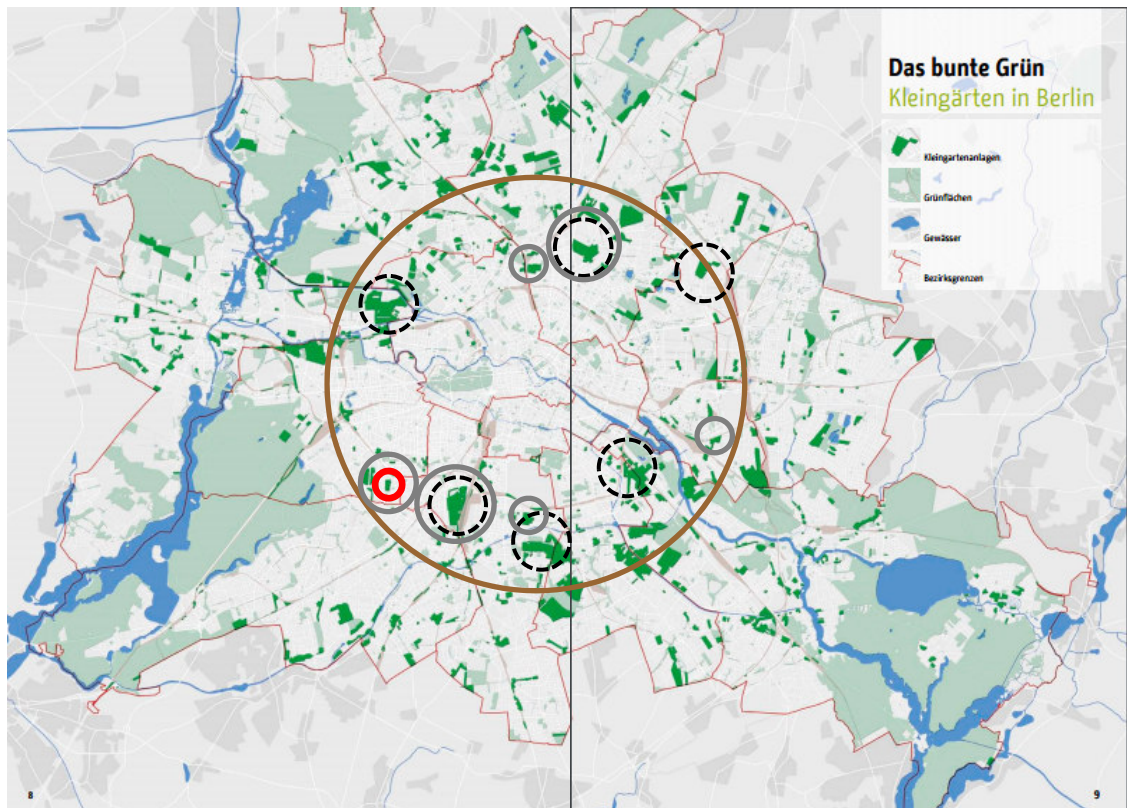 Das bunte Grün
Kleingärten in Berlin
Kleingartenanlagen
Grünflächen
Gewässer
Bezirksgrenzen
8
9